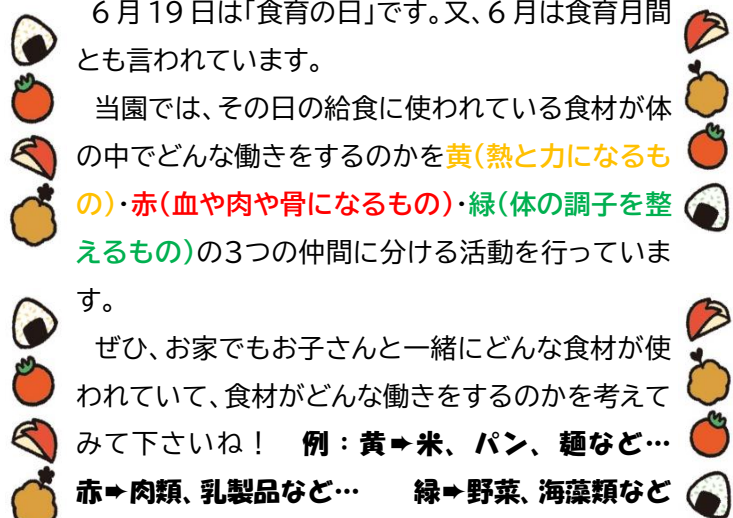 ６月19日は「食育の日」です。又、６月は食育月間
とも言われています。
当園では、その日の給食に使われている食材が体
の中でどんな働きをするのかを黄(熱と力になるも
の)・赤(血や肉や骨になるもの)・緑(体の調子を整
えるもの)の３つの仲間に分ける活動を行っていま
す。
ぜひ、お家でもお子さんと一緒にどんな食材が使
われていて、食材がどんな働きをするのかを考えて
みて下さいね！　例：黄➡米、パン、麺など…
赤➡肉類、乳製品など…　　緑➡野菜、海藻類など